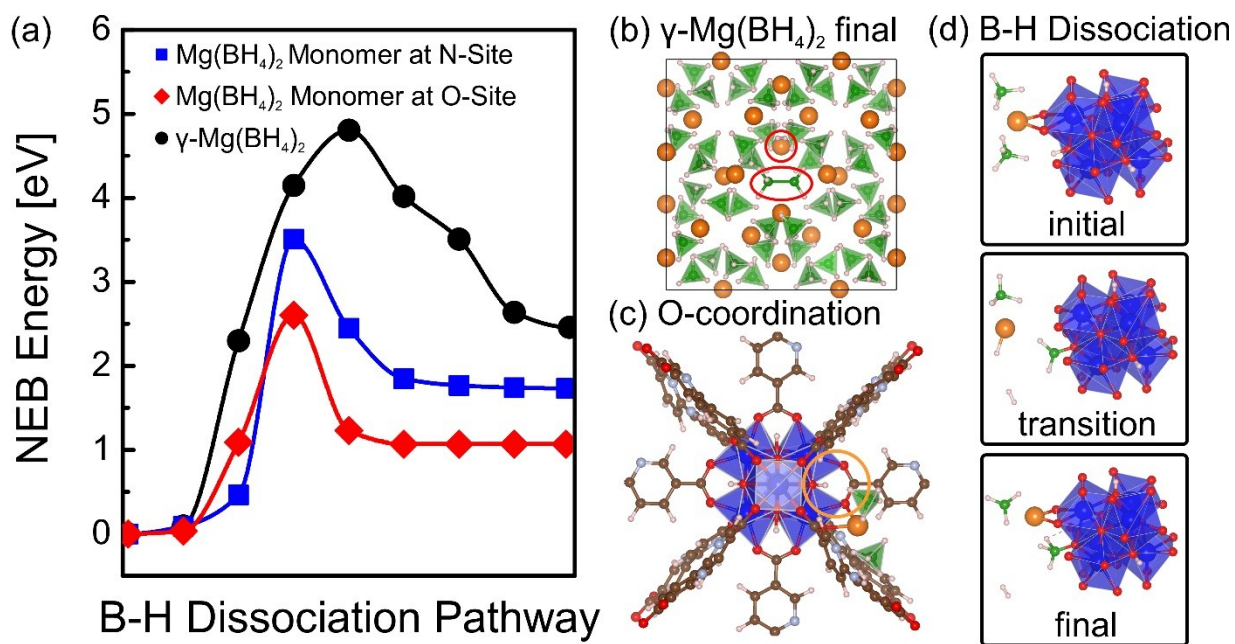 (a)
NEB Energy [eV]
6
5
4
3
2
1
0
Mg(BH₄)₂ Monomer at N-Site
Mg(BH₄)₂ Monomer at O-Site
γ-Mg(BH₄)₂
B-H Dissociation Pathway
(b) γ-Mg(BH₄)₂ final
(c) O-coordination
(d) B-H Dissociation
initial
transition
final